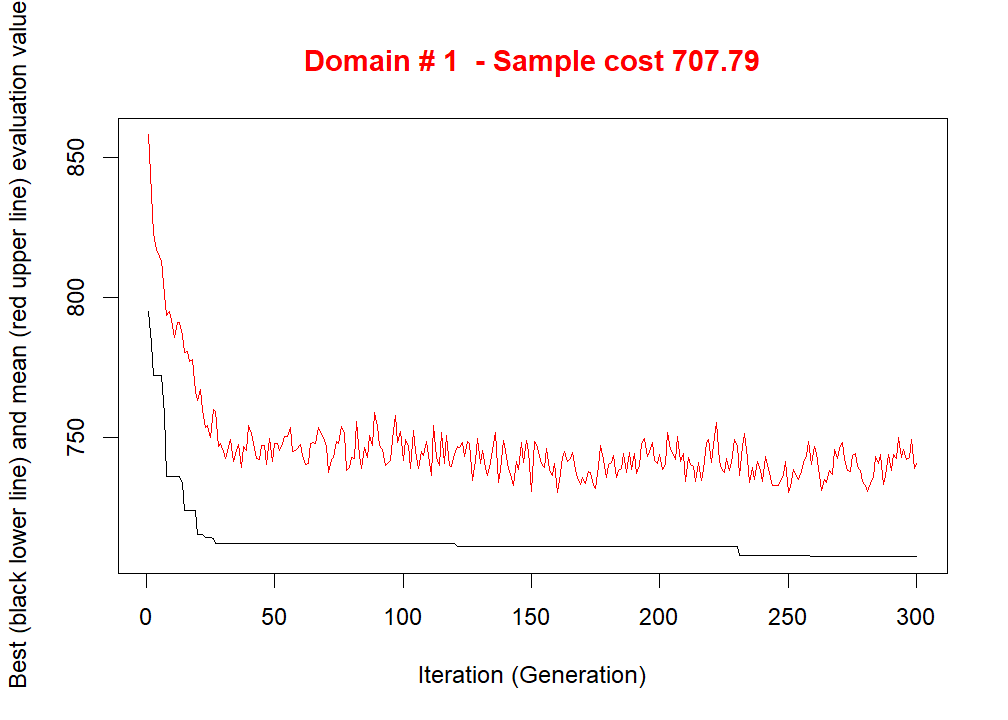 Domain # 1  - Sample cost 707.79
Best (black lower line) and mean (red upper line) evaluation value
850
800
750
0 50 100 150 200 250 300
Iteration (Generation)